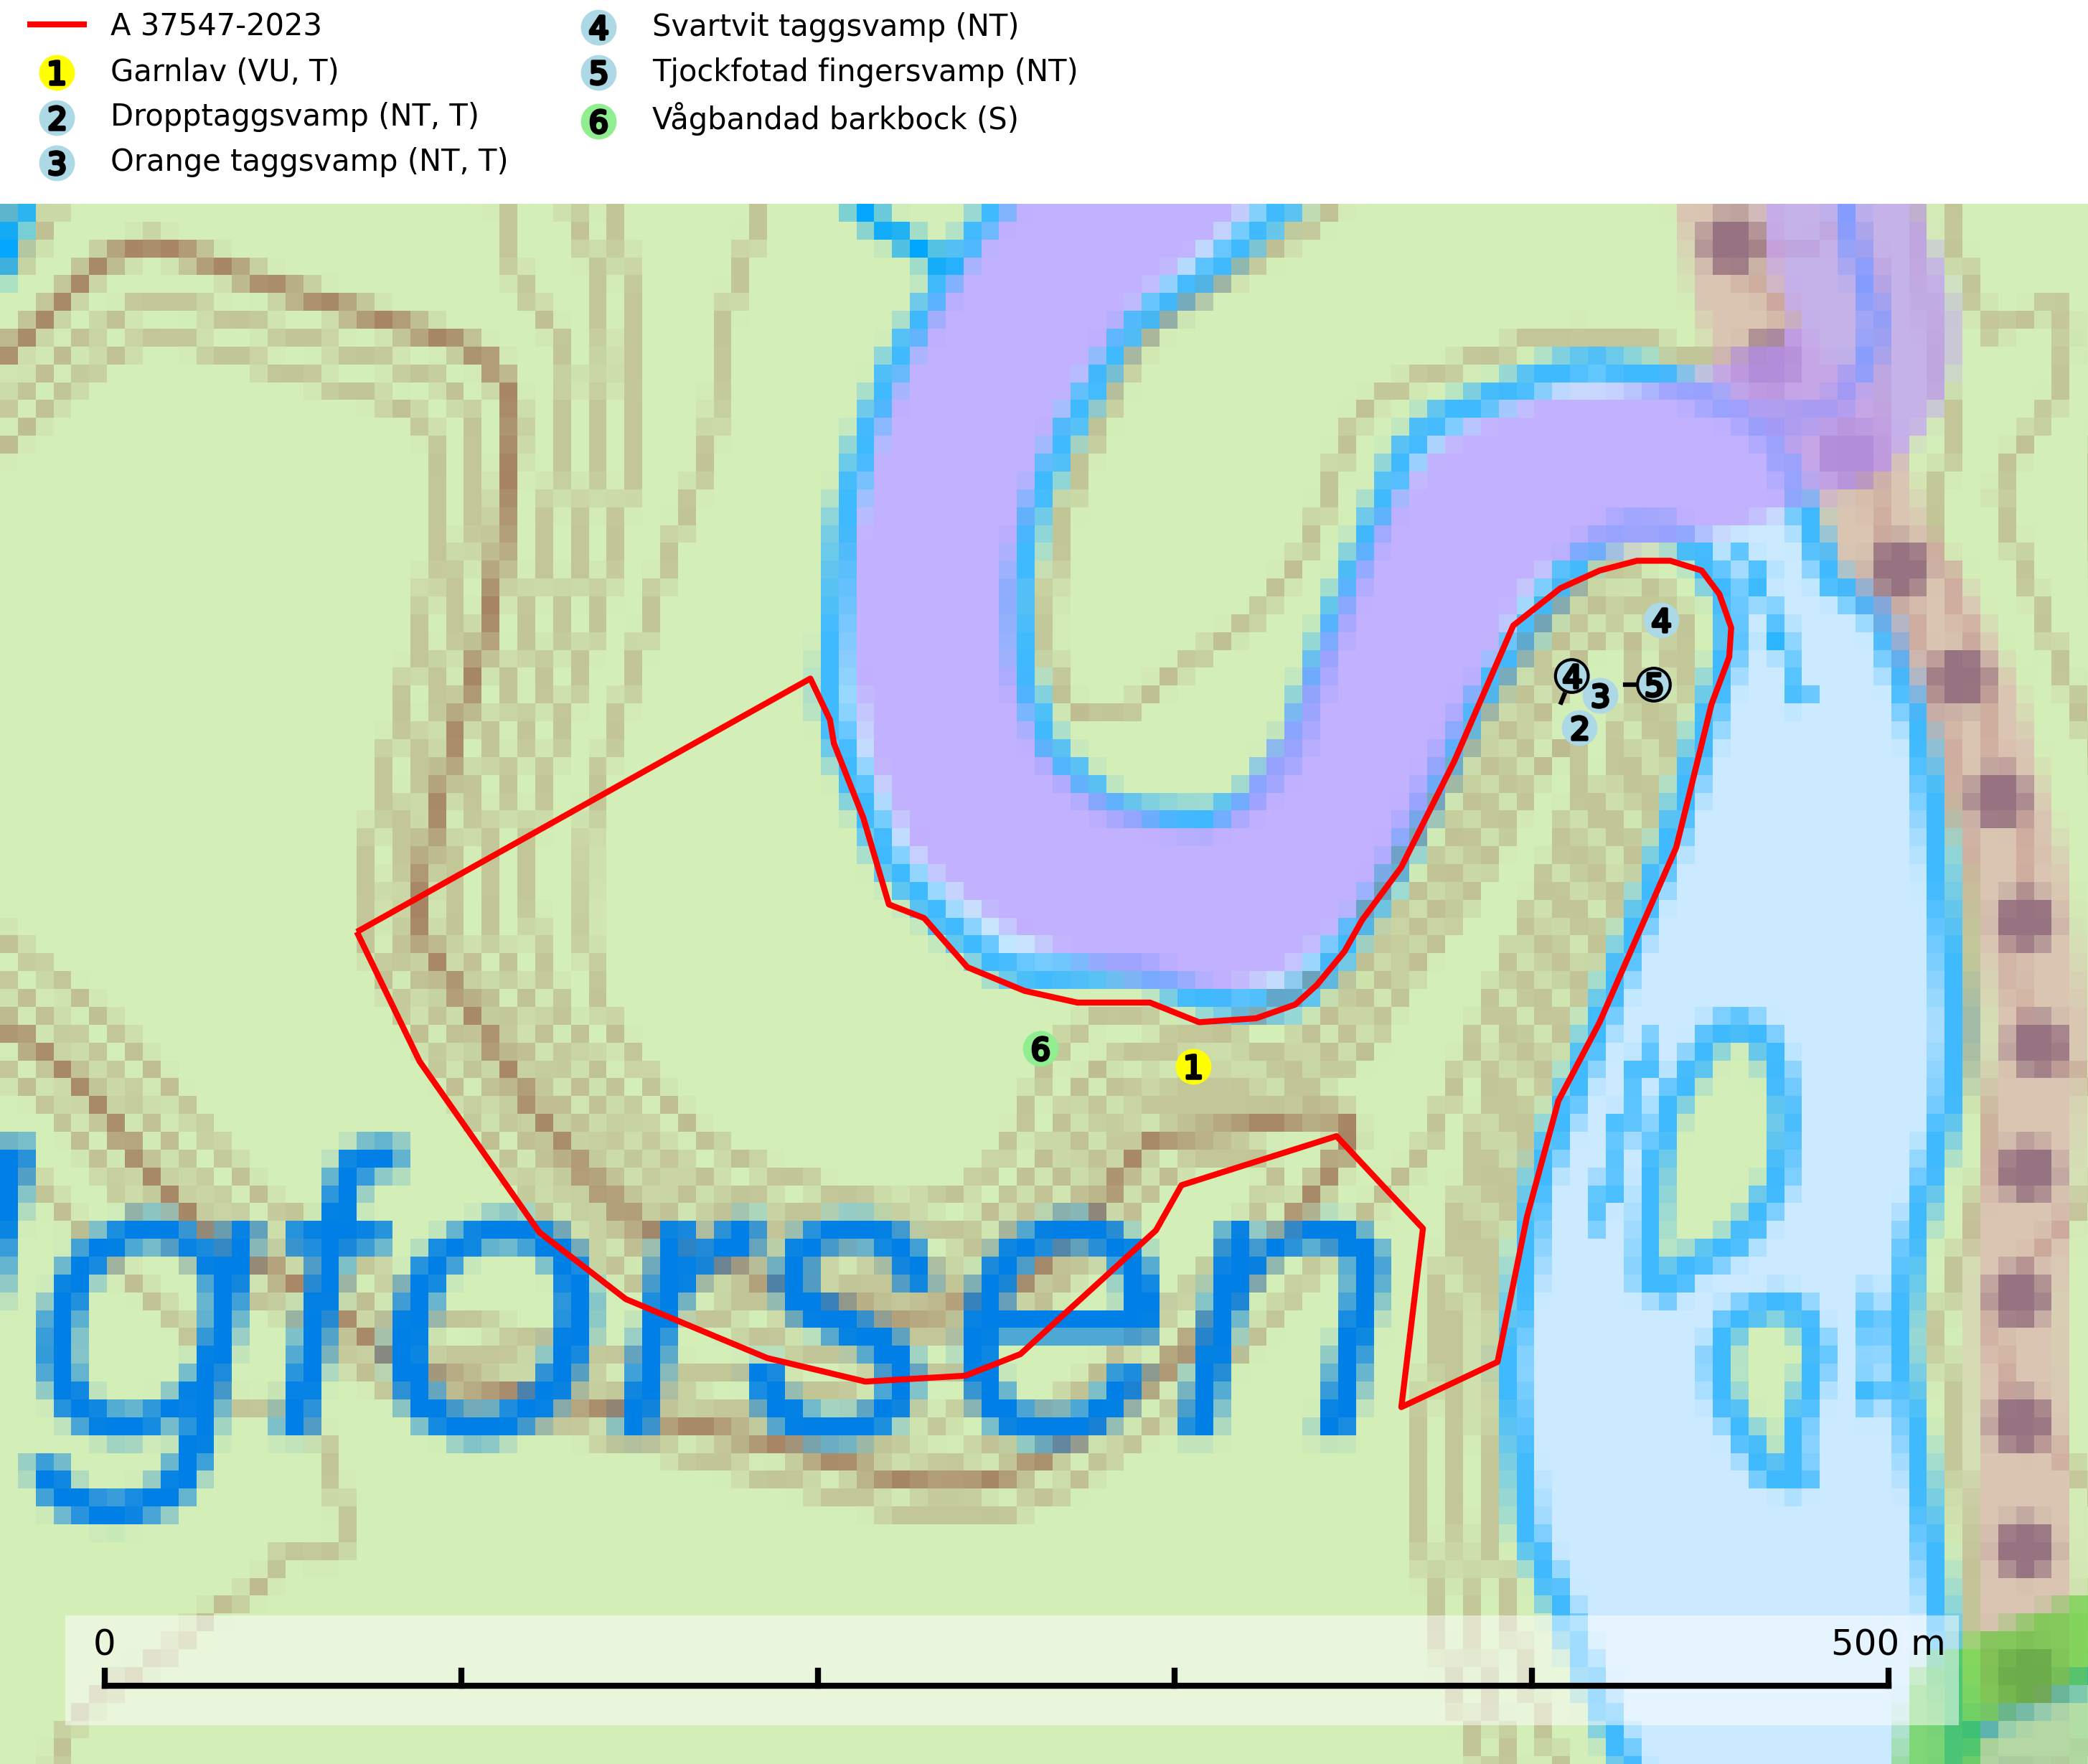 A 37547-2023
1 Garnlav (VU, T)
2 Dropptaggsvamp (NT, T)
3 Orange taggsvamp (NT, T)
4 Svartvit taggsvamp (NT)
5 Tjockfotad fingersvamp (NT)
6 Vågbandad barkbock (S)
4
4
3
5
2
6
1
gforsen
0
500 m